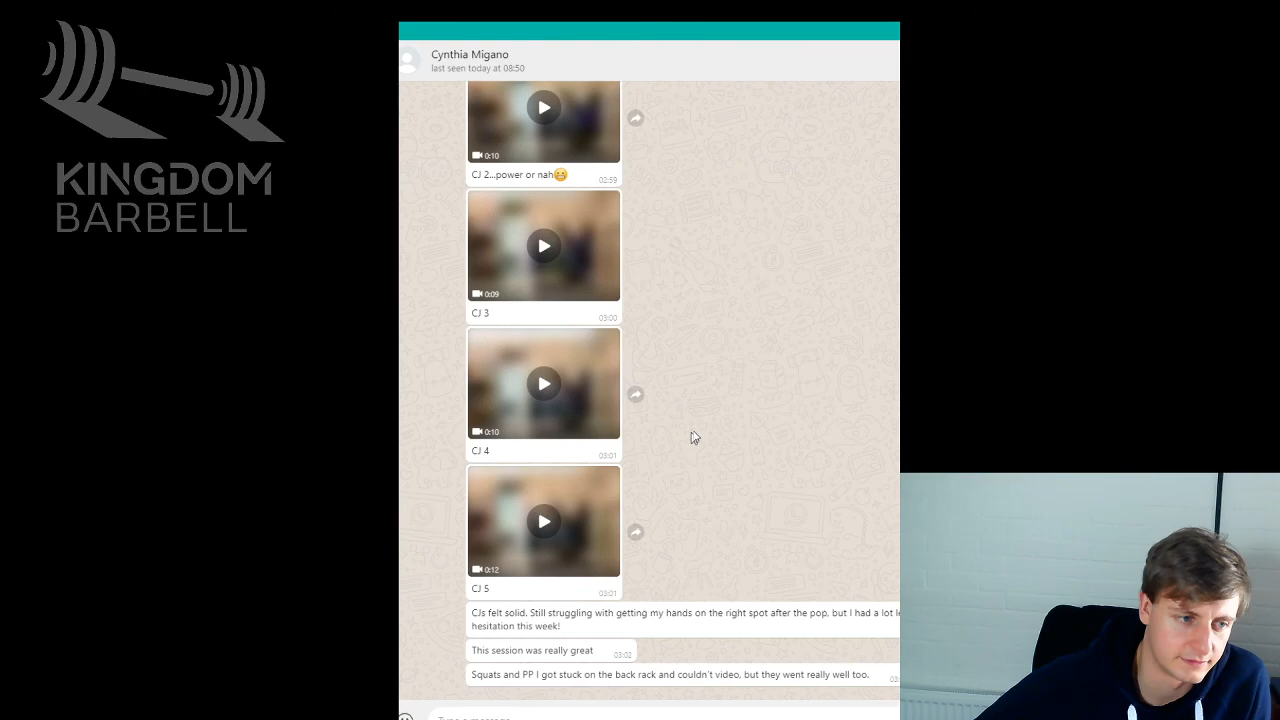 KINGDOM
BARBELL
Cynthia Migano
last seen today at 08:50
0:10
CJ 2...power or nah😬
02:59
0:09
CJ 3
03:00
0:10
CJ 4
03:01
0:12
CJ 5
03:01
CJs felt solid. Still struggling with getting my hands on the right spot after the pop, but I had a lot
hesitation this week!
This session was really great
03:02
Squats and PP I got stuck on the back rack and couldn't video, but they went really well too.